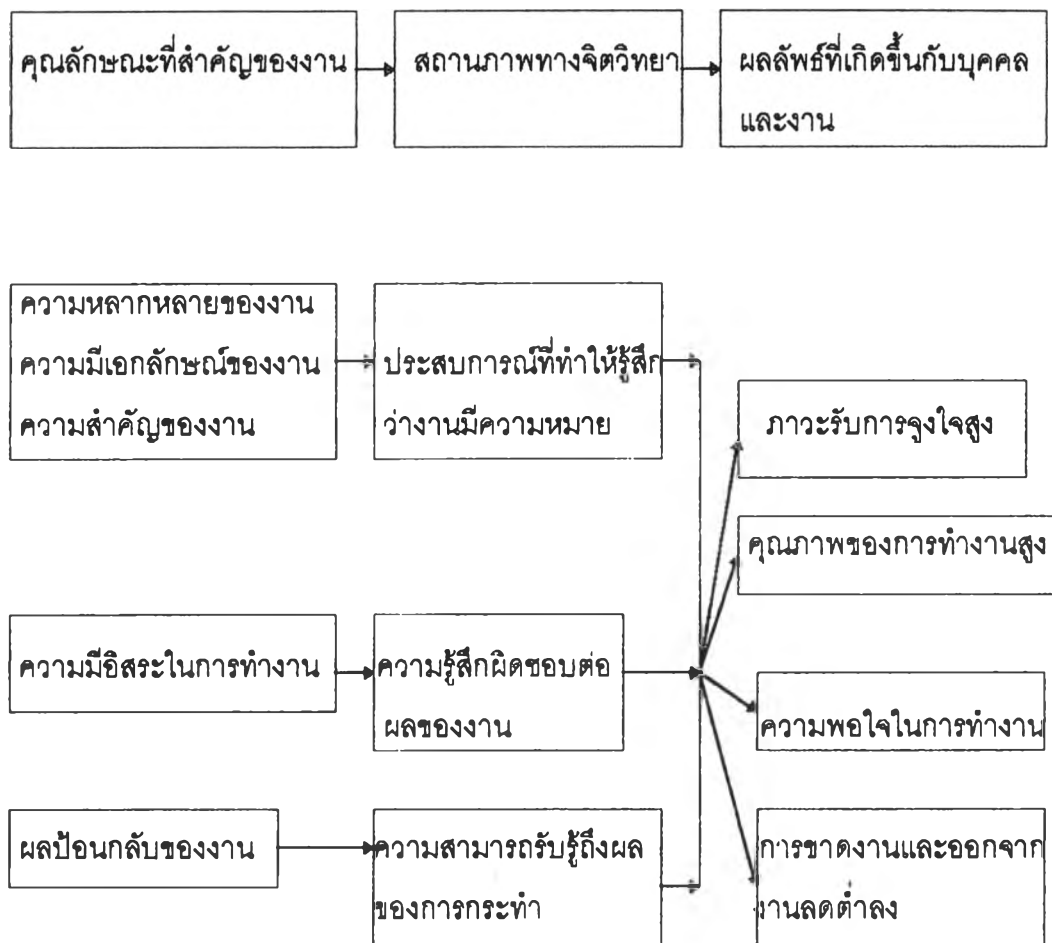 คุณลักษณะที่สำคัญของงาน
สถานภาพทางจิตวิทยา
ผลลัพธ์ที่เกิดขึ้นกับบุคคล
และงาน
ความหลากหลายของงาน
ความมีเอกลักษณ์ของงาน
ความสำคัญของงาน
ประสบการณ์ที่ทำให้รู้สึก
ว่างานมีความหมาย
ภาวะรับการจูงใจสูง
คุณภาพของการทำงานสูง
ความมีอิสระในการทำงาน
ความรู้สึกผิดชอบต่อ
ผลของงาน
ความพอใจในการทำงาน
ผลป้อนกลับของงาน
ความสามารถรับรู้ถึงผล
ของการกระทำ
การขาดงานและออกจาก
งานลดต่ำลง